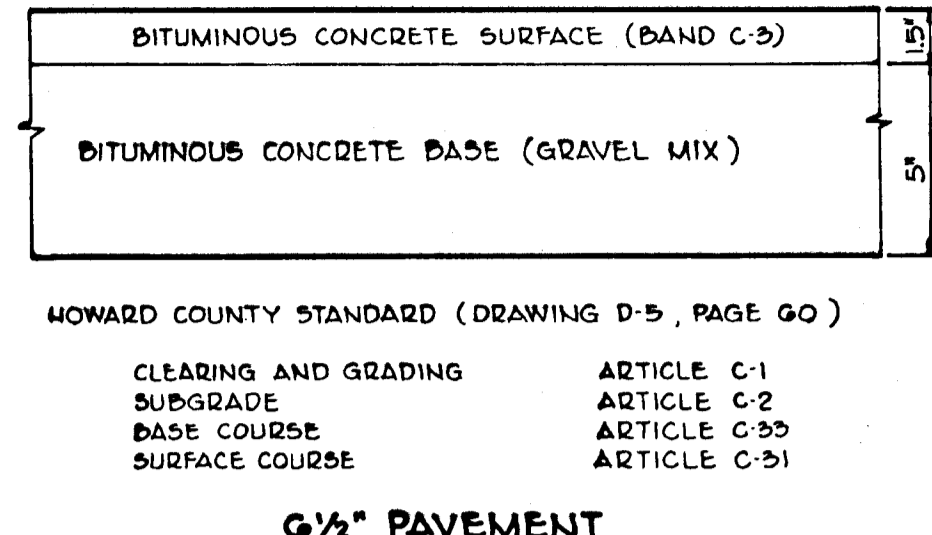 BITUMINOUS CONCRETE SURFACE (BAND C-3)
1.5"
BITUMINOUS CONCRETE BASE (GRAVEL MIX)
5"
HOWARD COUNTY STANDARD (DRAWING D-5, PAGE 60)
CLEARING AND GRADING ARTICLE C-1
SUBGRADE ARTICLE C-2
BASE COURSE ARTICLE C-33
SURFACE COURSE ARTICLE C-31
6½" PAVEMENT